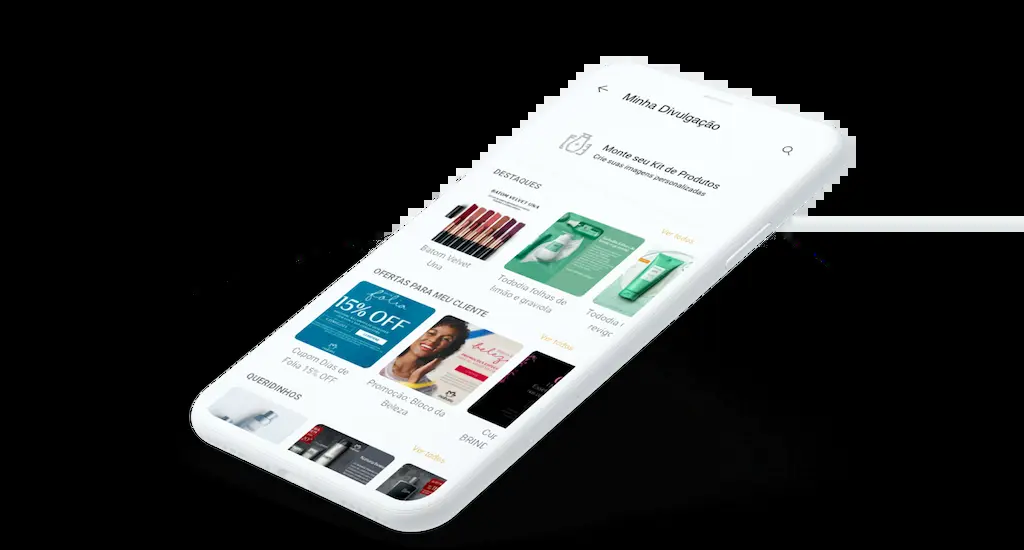 Minha Divulgação
Monte seu Kit de Produtos
Crie suas imagens personalizadas
DESTAQUES
BATOM VELVET UNA
Ver todos
Batom Velvet
Una
Tododia folhas de
limão e graviola
Tododia
revigo
OFERTAS PARA MEU CLIENTE
folia
15% OFF
Ver todos
Cupom Dias de
Folia 15% OFF
beleza
Promoção: Bloco da
Beleza
Cup
BRIND
QUERIDINHOS
Ver todos